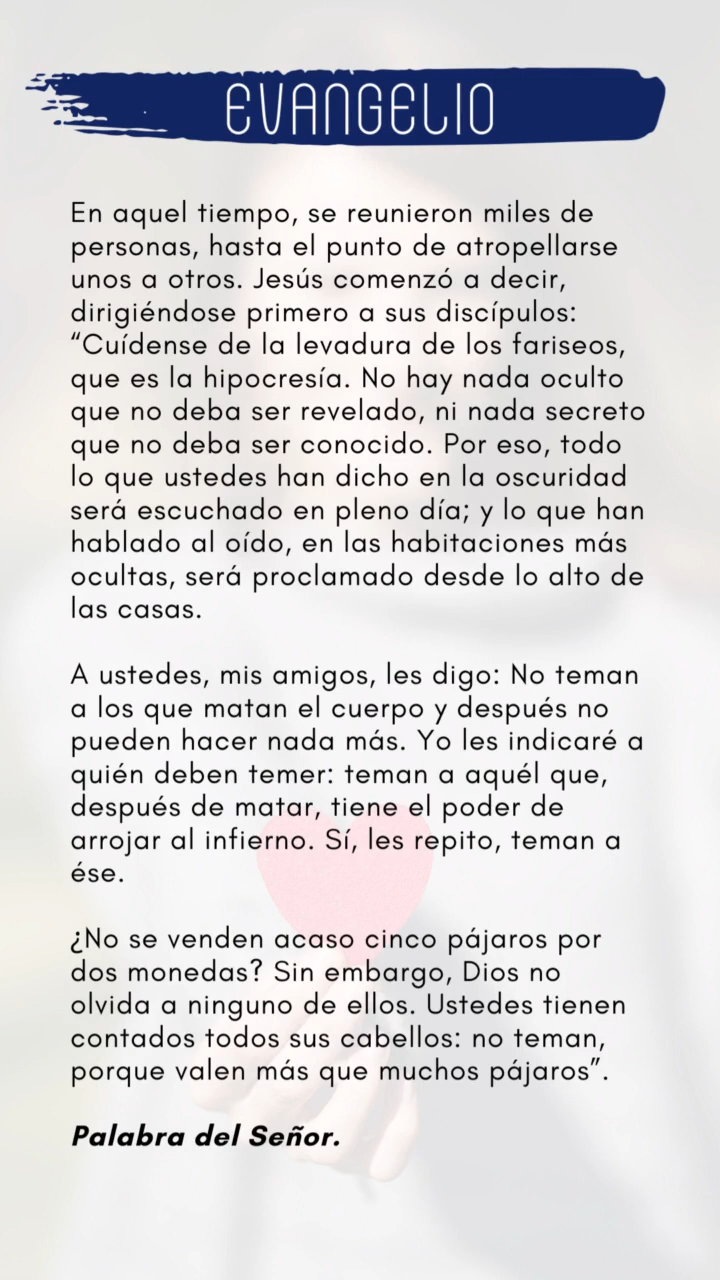 EVANGELIO
En aquel tiempo, se reunieron miles de
personas, hasta el punto de atropellarse
unos a otros. Jesús comenzó a decir,
dirigiéndose primero a sus discípulos:
“Cuídense de la levadura de los fariseos,
que es la hipocresía. No hay nada oculto
que no deba ser revelado, ni nada secreto
que no deba ser conocido. Por eso, todo
lo que ustedes han dicho en la oscuridad
será escuchado en pleno día; y lo que han
hablado al oído, en las habitaciones más
ocultas, será proclamado desde lo alto de
las casas.
A ustedes, mis amigos, les digo: No teman
a los que matan el cuerpo y después no
pueden hacer nada más. Yo les indicaré a
quién deben temer: teman a aquél que,
después de matar, tiene el poder de
arrojar al infierno. Sí, les repito, teman a
ése.
¿No se venden acaso cinco pájaros por
dos monedas? Sin embargo, Dios no
olvida a ninguno de ellos. Ustedes tienen
contados todos sus cabellos: no teman,
porque valen más que muchos pájaros”.
Palabra del Señor.